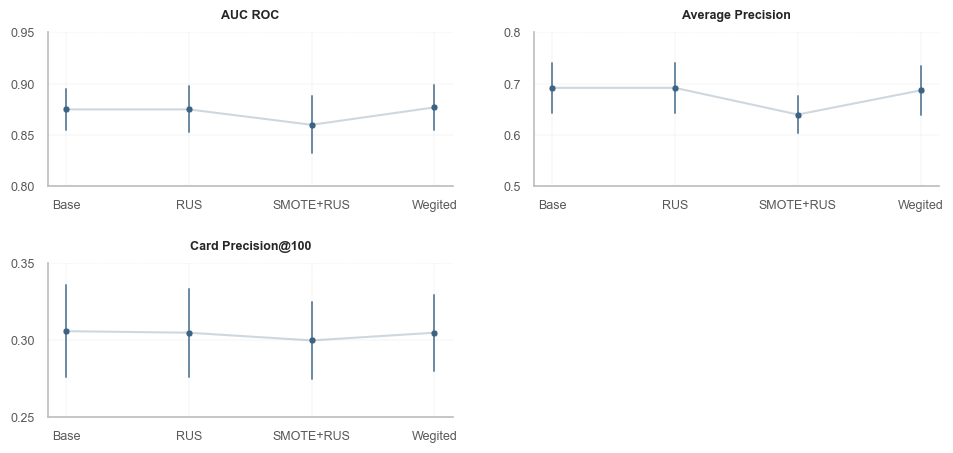 AUC ROC
0.95
0.90
0.85
0.80
Base RUS SMOTE+RUS Wegited
Average Precision
0.8
0.7
0.6
0.5
Base RUS SMOTE+RUS Wegited
Card Precision@100
0.35
0.30
0.25
Base RUS SMOTE+RUS Wegited